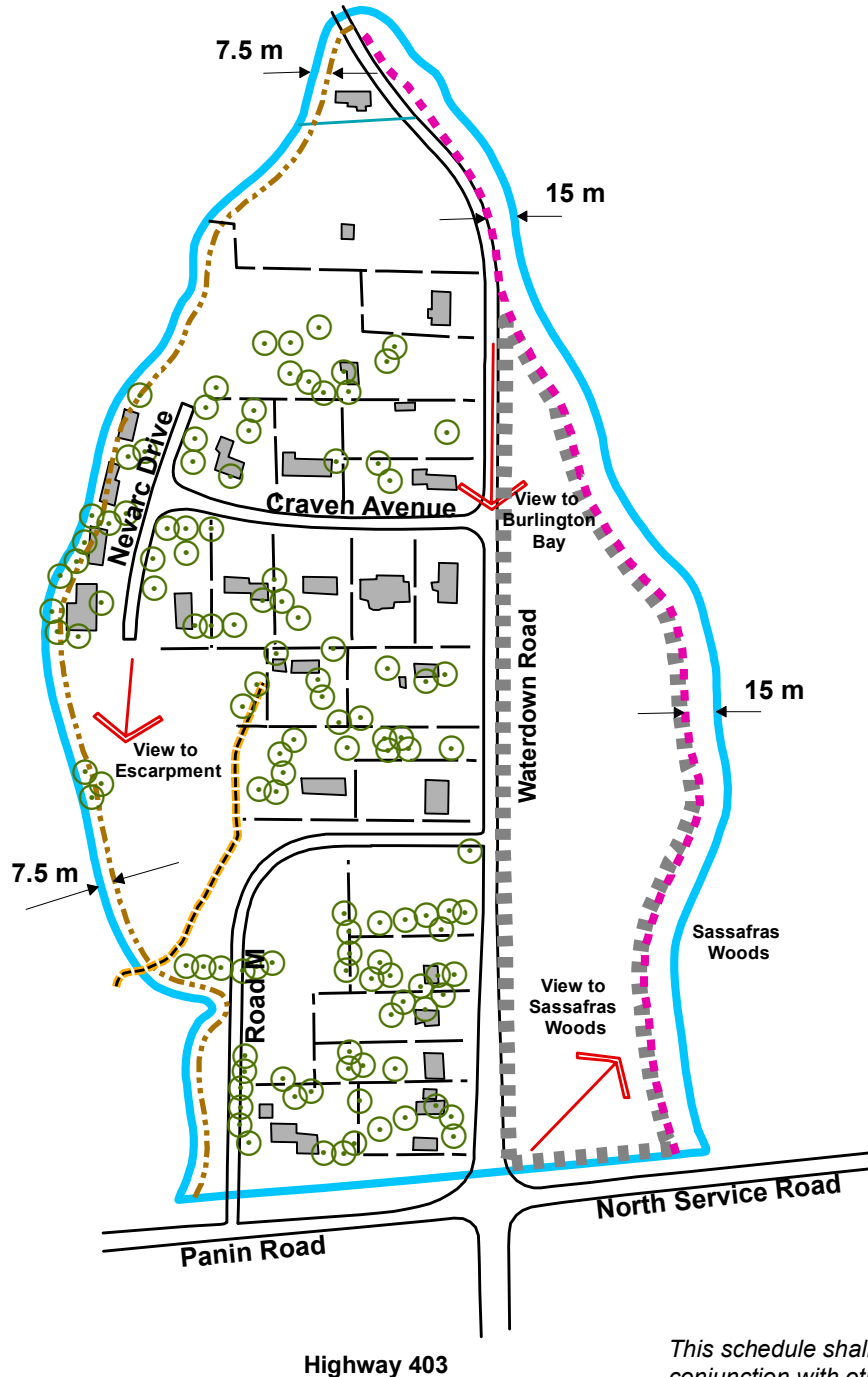 7.5 m
15 m
Nevarc Drive
Craven Avenue
View to
Burlington
Bay
Waterdown Road
15 m
View to
Escarpment
7.5 m
Road M
Sassafras
Woods
View to
Sassafras
Woods
North Service Road
Panin Road
Highway 403
This schedule shall
conjunction with ot